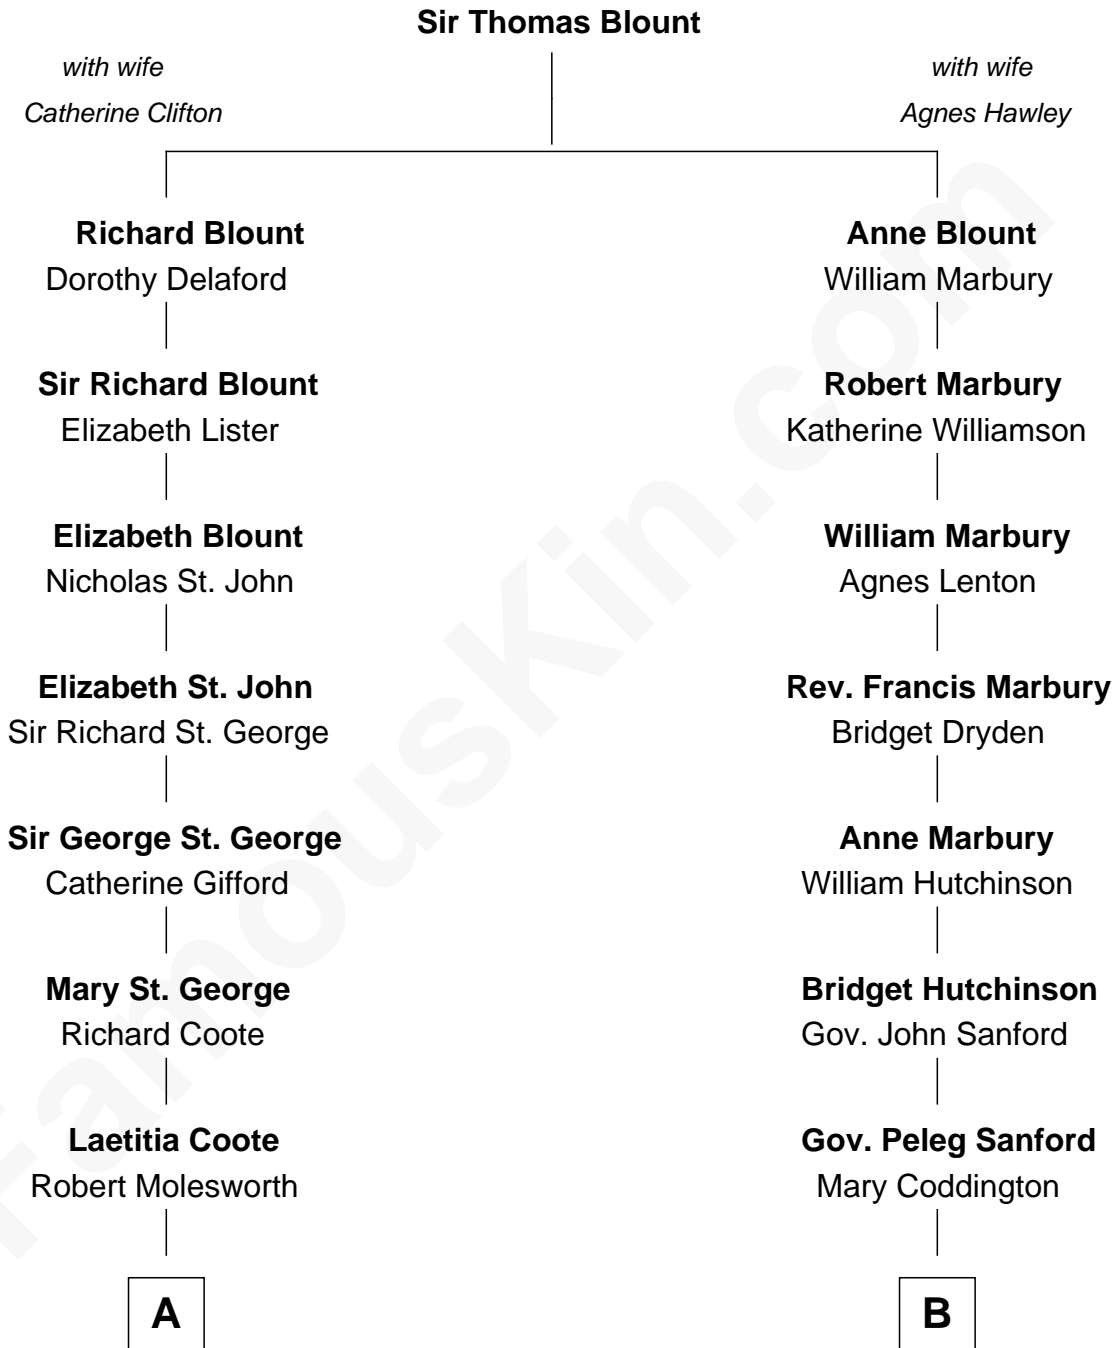 Sir Thomas Blount
with wife
Catherine Clifton
with wife
Agnes Hawley
Richard Blount
Dorothy Delaford
Anne Blount
William Marbury
Sir Richard Blount
Elizabeth Lister
Robert Marbury
Katherine Williamson
Elizabeth Blount
Nicholas St. John
William Marbury
Agnes Lenton
Elizabeth St. John
Sir Richard St. George
Rev. Francis Marbury
Bridget Dryden
Sir George St. George
Catherine Gifford
Anne Marbury
William Hutchinson
Mary St. George
Richard Coote
Bridget Hutchinson
Gov. John Sanford
Laetitia Coote
Robert Molesworth
Gov. Peleg Sanford
Mary Coddington
A
B
FamousKin.com